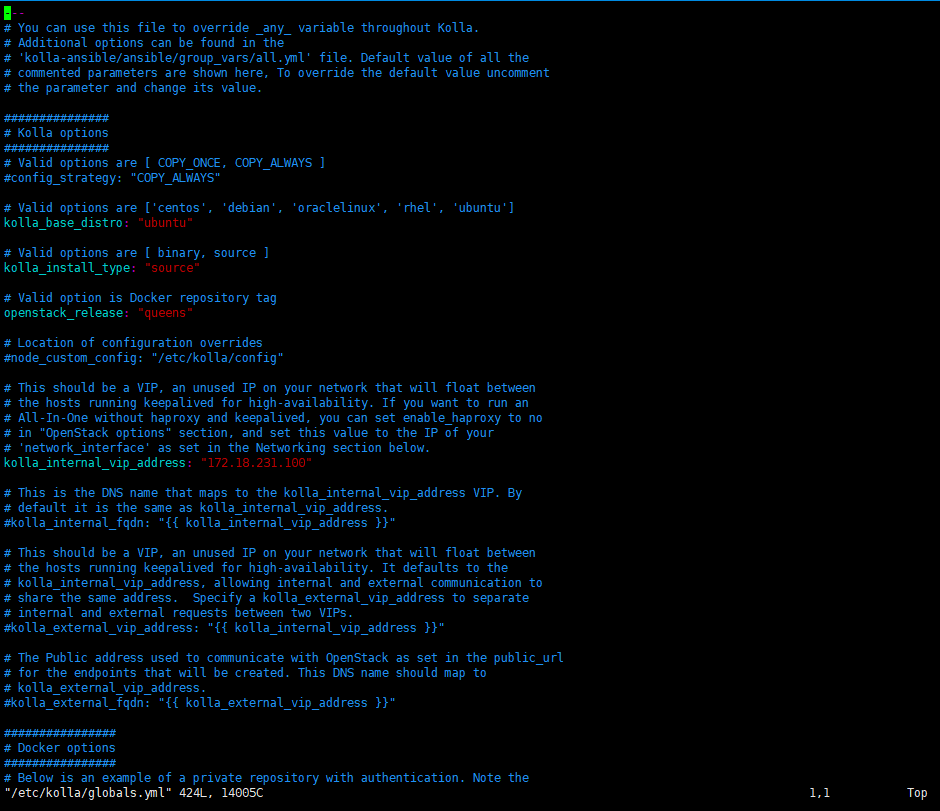 ---
# You can use this file to override _any_ variable throughout Kolla.
# Additional options can be found in the
# 'kolla-ansible/ansible/group_vars/all.yml' file. Default value of all the
# commented parameters are shown here, To override the default value uncomment
# the parameter and change its value.

###############
# Kolla options
###############
# Valid options are [ COPY_ONCE, COPY_ALWAYS ]
#config_strategy: "COPY_ALWAYS"

# Valid options are ['centos', 'debian', 'oraclelinux', 'rhel', 'ubuntu']
kolla_base_distro: "ubuntu"

# Valid options are [ binary, source ]
kolla_install_type: "source"

# Valid option is Docker repository tag
openstack_release: "queens"

# Location of configuration overrides
#node_custom_config: "/etc/kolla/config"

# This should be a VIP, an unused IP on your network that will float between
# the hosts running keepalived for high-availability. If you want to run an
# All-In-One without haproxy and keepalived, you can set enable_haproxy to no
# in "OpenStack options" section, and set this value to the IP of your
# 'network_interface' as set in the Networking section below.
kolla_internal_vip_address: "172.18.231.100"

# This is the DNS name that maps to the kolla_internal_vip_address VIP. By
# default it is the same as kolla_internal_vip_address.
#kolla_internal_fqdn: "{{ kolla_internal_vip_address }}"

# This should be a VIP, an unused IP on your network that will float between
# the hosts running keepalived for high-availability. It defaults to the
# kolla_internal_vip_address, allowing internal and external communication to
# share the same address.  Specify a kolla_external_vip_address to separate
# internal and external requests between two VIPs.
#kolla_external_vip_address: "{{ kolla_internal_vip_address }}"

# The Public address used to communicate with OpenStack as set in the public_url
# for the endpoints that will be created. This DNS name should map to
# kolla_external_vip_address.
#kolla_external_fqdn: "{{ kolla_external_vip_address }}"

################
# Docker options
################
# Below is an example of a private repository with authentication. Note the
"/etc/kolla/globals.yml" 424L, 14005C 1,1 Top